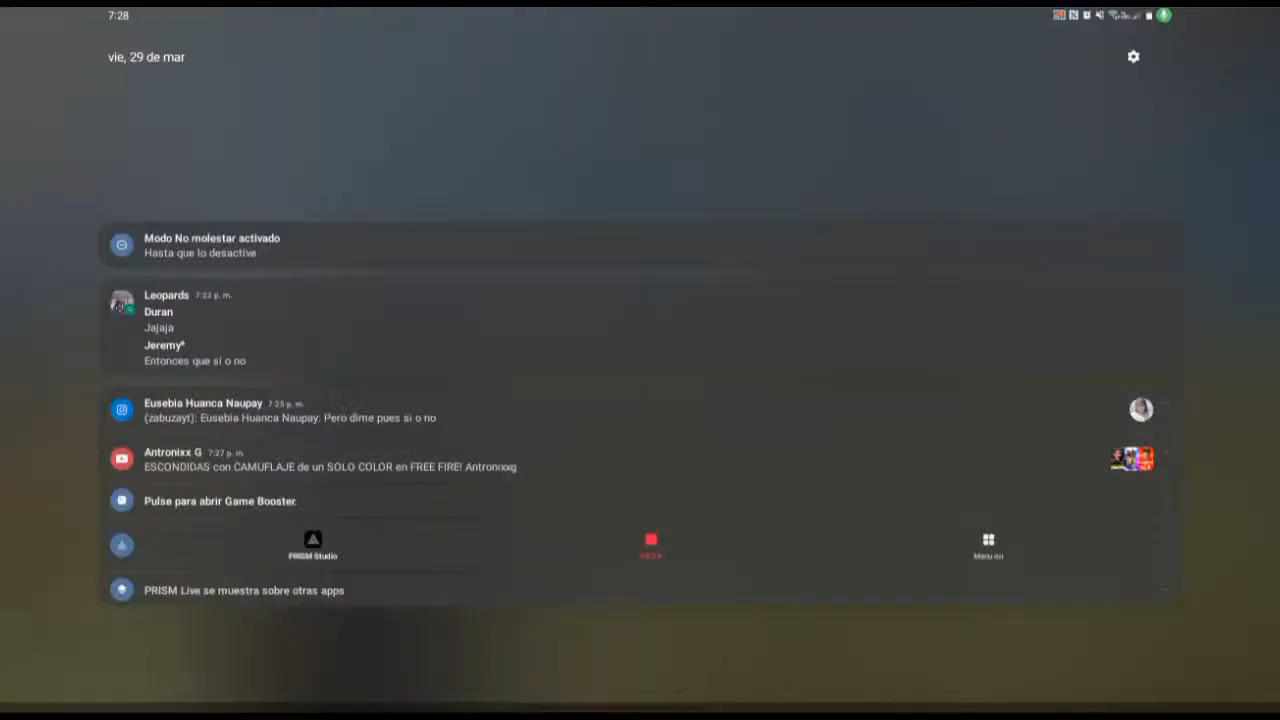 7:28
vie, 29 de mar
Modo No molestar activado
Hasta que lo desactive
Leopards 7:22 p. m.
Duran
Jajaja
Jeremy*
Entonces que si o no
Eusebia Huanca Naupay 7:25 p. m.
(zabuzayt): Eusebia Huanca Naupay: Pero dime pues si o no
Antronixx G 7:27 p. m.
ESCONDIDAS con CAMUFLAJE de un SOLO COLOR en FREE FIRE! Antronixxg
Pulse para abrir Game Booster.
PRISM Studio
Menu on
PRISM Live se muestra sobre otras apps